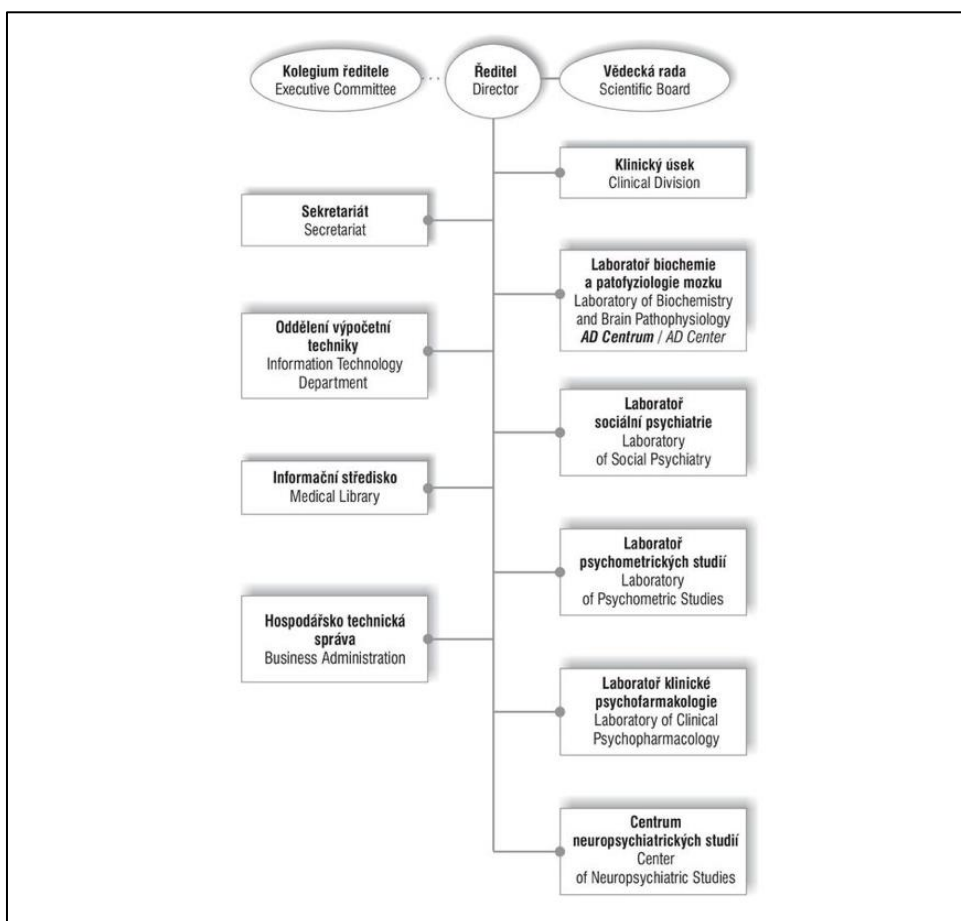 Kolegium ředitele
Executive Committee
Ředitel
Director
Vědecká rada
Scientific Board
Klinický úsek
Clinical Division
Sekretariát
Secretariat
Laboratoř biochemie
a patofyziologie mozku
Laboratory of Biochemistry
and Brain Pathophysiology
AD Centrum / AD Center
Oddělení výpočetní
techniky
Information Technology
Department
Laboratoř
sociální psychiatrie
Laboratory
of Social Psychiatry
Informační středisko
Medical Library
Laboratoř
psychometrických studií
Laboratory
of Psychometric Studies
Hospodářsko technická
správa
Business Administration
Laboratoř klinické
psychofarmakologie
Laboratory of Clinical
Psychopharmacology
Centrum
neuropsychiatrických studií
Center
of Neuropsychiatric Studies